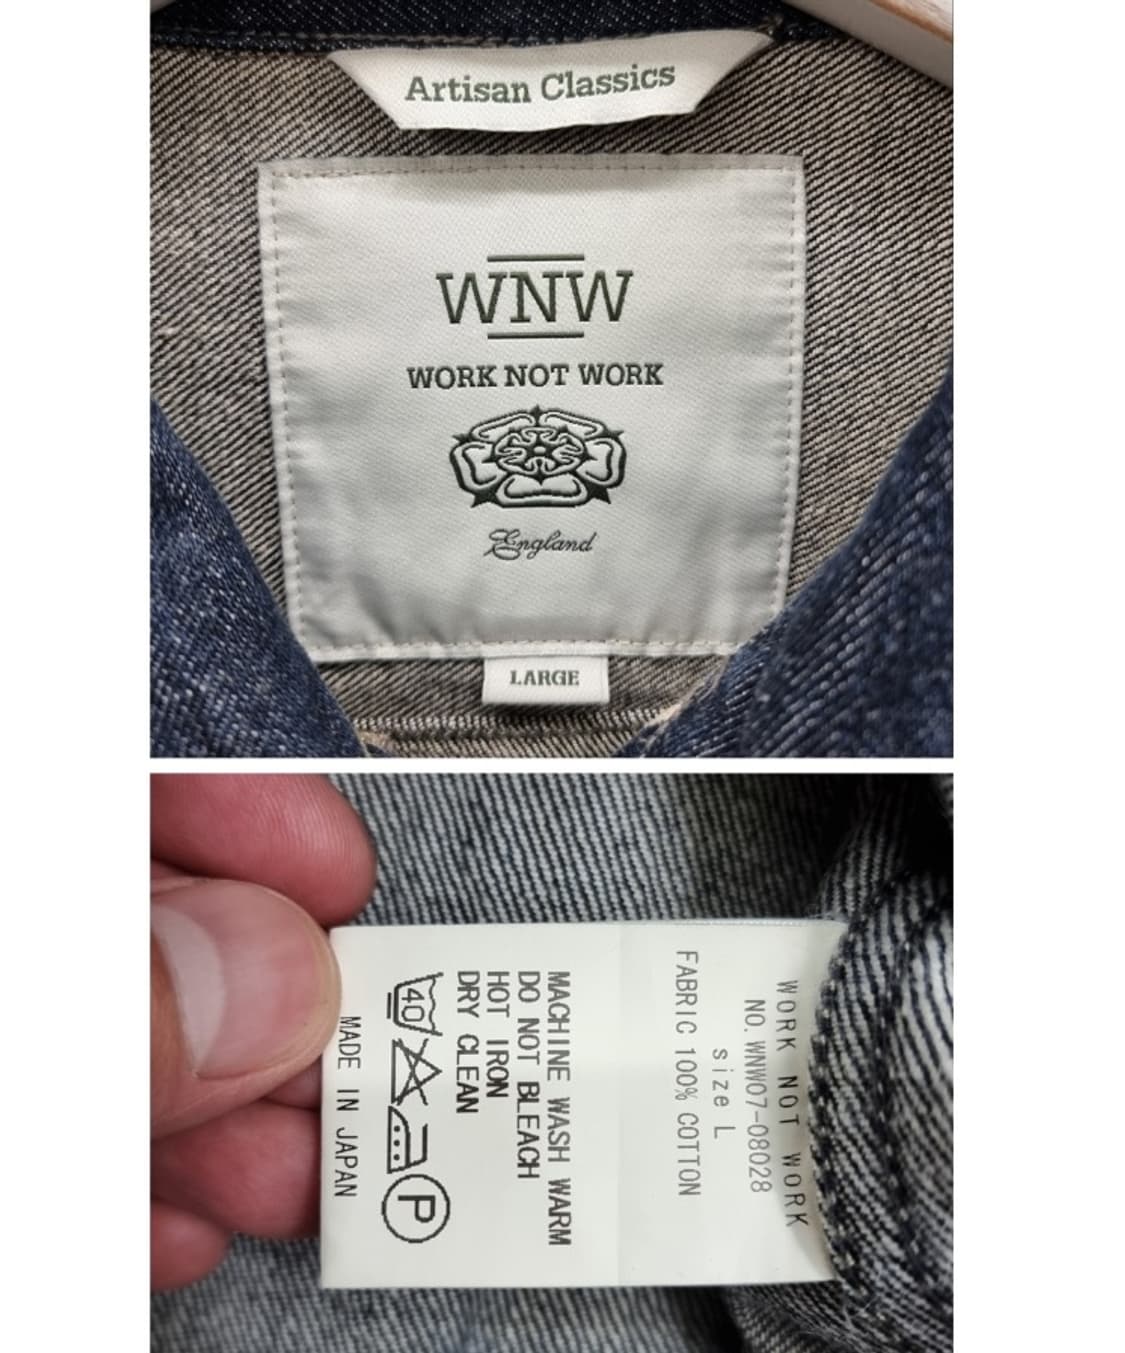 Artisan Classics
WNW
WORK NOT WORK
England
LARGE
WORK NOT WORK
NO. WNW07-08028
size L
FABRIC 100% COTTON
MACHINE WASH WARM
DO NOT BLEACH
HOT IRON
DRY CLEAN
40 P
MADE IN JAPAN